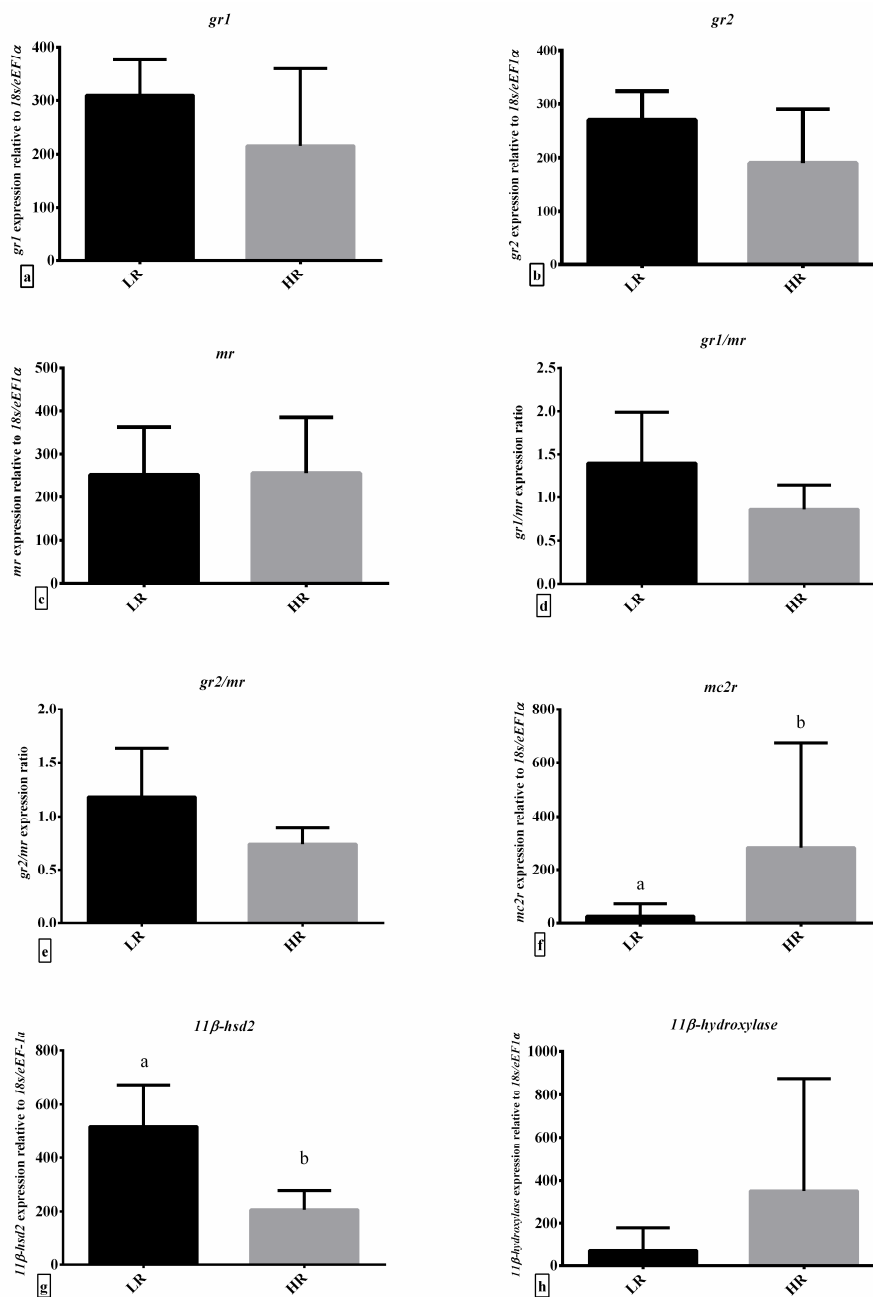 gr1
gr1 expression relative to 18s/eEF1α
400
300
200
100
0
LR
HR
a
gr2
gr2 expression relative to 18s/eEF1α
400
300
200
100
0
LR
HR
b
mr
mr expression relative to 18s/eEF1α
500
400
300
200
100
0
LR
HR
c
gr1/mr
gr1/mr expression ratio
2.5
2.0
1.5
1.0
0.5
0.0
LR
HR
d
gr2/mr
gr2/mr expression ratio
2.0
1.5
1.0
0.5
0.0
LR
HR
e
mc2r
mc2r expression relative to 18s/eEF1α
800
600
400
200
0
a
b
LR
HR
f
11β-hsd2
11β-hsd2 expression relative to 18s/eEF-1a
800
600
400
200
0
a
b
LR
HR
g
11β-hydroxylase
11β-hydroxylase expression relative to 18s/eEF1α
1000
800
600
400
200
0
LR
HR
h